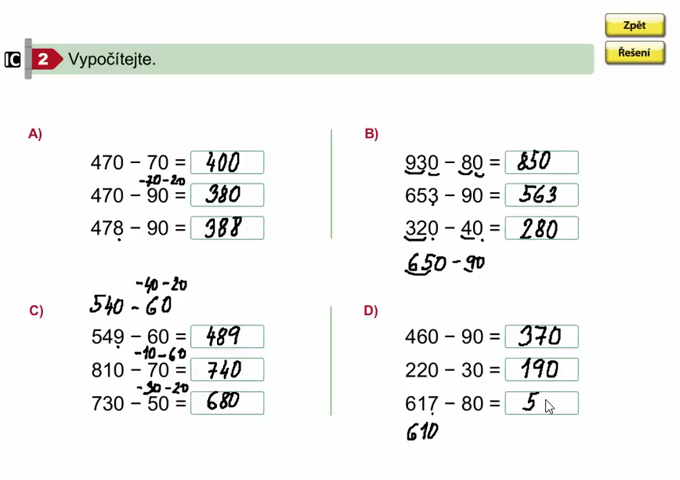 Zpět
Řešení
IC 2 Vypočítejte.
A)
470 − 70 = 400
-70-20
470 − 90 = 380
478 − 90 = 388
B)
930 − 80 = 850
653 − 90 = 563
320 − 40 = 280
650 - 90
C)
-40-20
540 - 60
549 − 60 = 489
-10-60
810 − 70 = 740
-30-20
730 − 50 = 680
D)
460 − 90 = 370
220 − 30 = 190
617 − 80 = 5
610